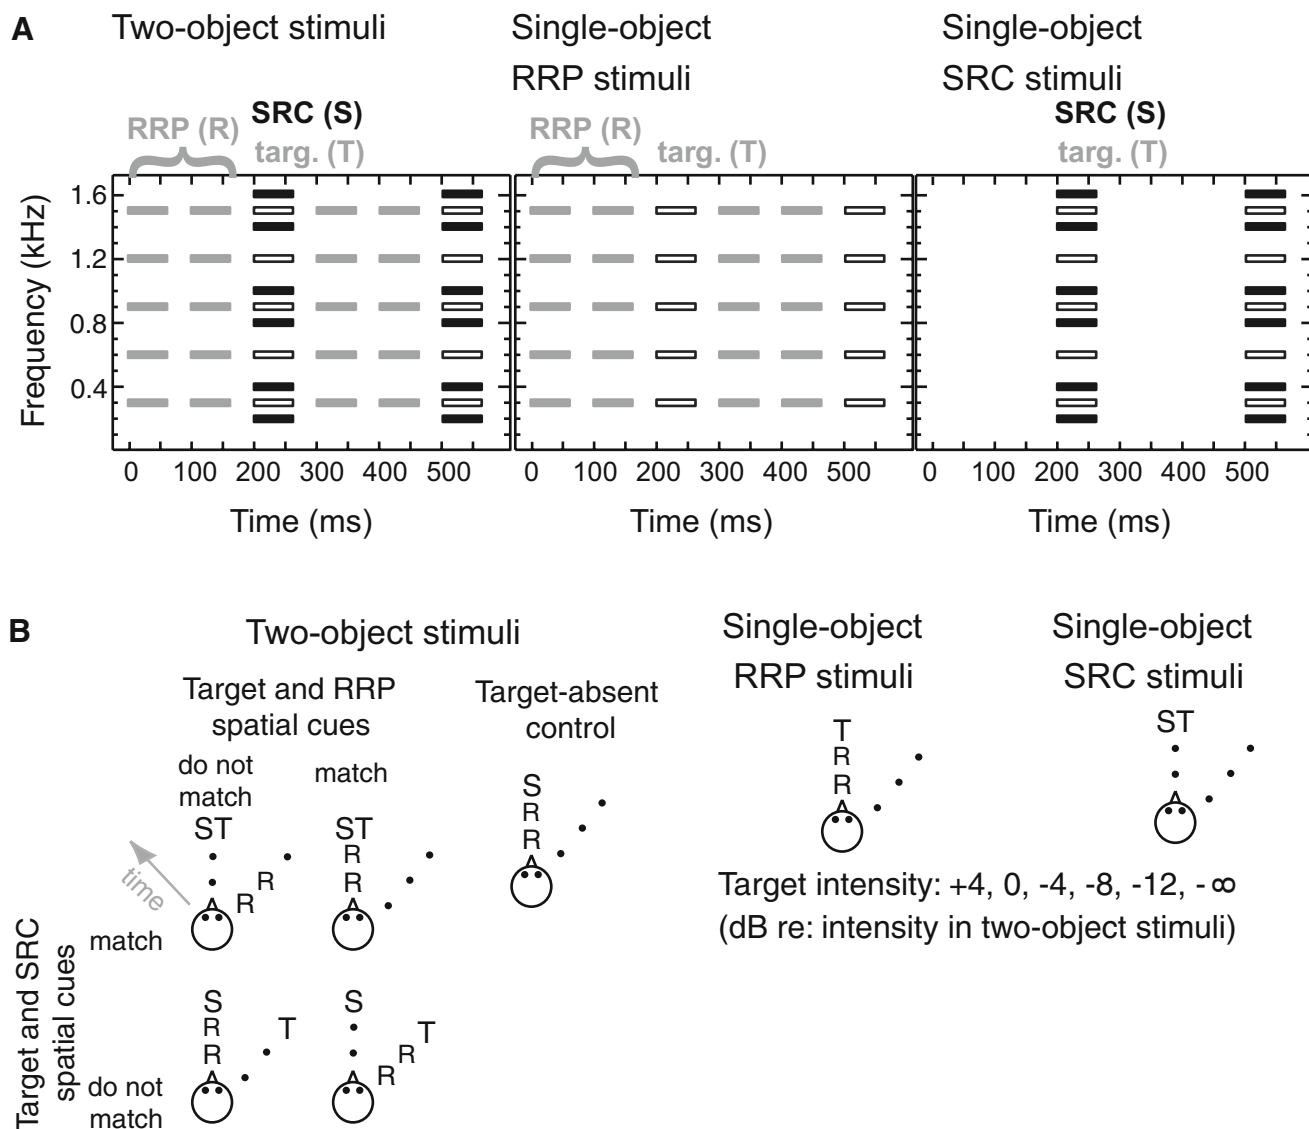 A
Two-object stimuli
Single-object
RRP stimuli
Single-object
SRC stimuli
RRP (R)
SRC (S)
targ. (T)
RRP (R)
targ. (T)
SRC (S)
targ. (T)
Frequency (kHz)
1.6
1.2
0.8
0.4
0 100 200 300 400 500
0 100 200 300 400 500
0 100 200 300 400 500
Time (ms)
Time (ms)
Time (ms)
B
Two-object stimuli
Target and RRP
spatial cues
do not
match
match
Target-absent
control
Single-object
RRP stimuli
Single-object
SRC stimuli
Target and SRC
spatial cues
match
do not
match
time
ST
R
R
ST
R
R
S
R
R
T
R
R
ST
S
R
R
T
S
T
R
R
Target intensity: +4, 0, -4, -8, -12, -∞
(dB re: intensity in two-object stimuli)